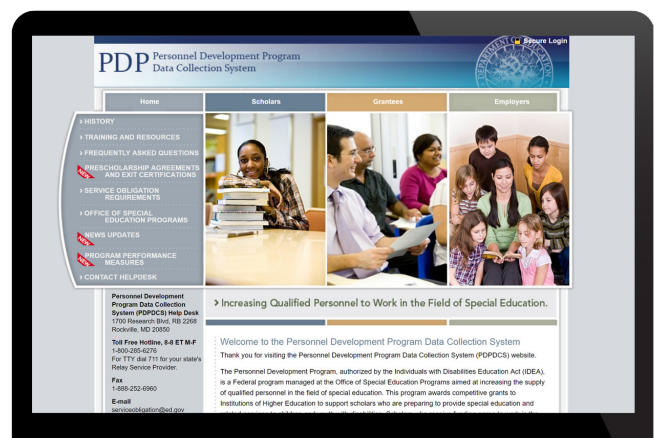 Secure Login
PDP Personnel Development Program
Data Collection System
Home
Scholars
Grantees
Employers
HISTORY
TRAINING AND RESOURCES
FREQUENTLY ASKED QUESTIONS
NEW
PRESCHOLARSHIP AGREEMENTS
AND EXIT CERTIFICATIONS
SERVICE OBLIGATION
REQUIREMENTS
OFFICE OF SPECIAL
EDUCATION PROGRAMS
NEW
NEWS UPDATES
NEW
PROGRAM PERFORMANCE
MEASURES
CONTACT HELPDESK
Personnel Development
Program Data Collection
System (PDPDCS) Help Desk
1700 Research Blvd, RB 2268
Rockville, MD 20850
Toll Free Hotline, 8-8 ET M-F
1-800-285-6276
For TTY dial 711 for your state's
Relay Service Provider.
Fax
1-888-252-6960
E-mail
serviceobligation@ed.gov
Increasing Qualified Personnel to Work in the Field of Special Education.
Welcome to the Personnel Development Program Data Collection System
Thank you for visiting the Personnel Development Program Data Collection System (PDPDCS) website.
The Personnel Development Program, authorized by the Individuals with Disabilities Education Act (IDEA),
is a Federal program managed at the Office of Special Education Programs aimed at increasing the supply
of qualified personnel in the field of special education. This program awards competitive grants to
Institutions of Higher Education to support scholars who are preparing to provide special education and